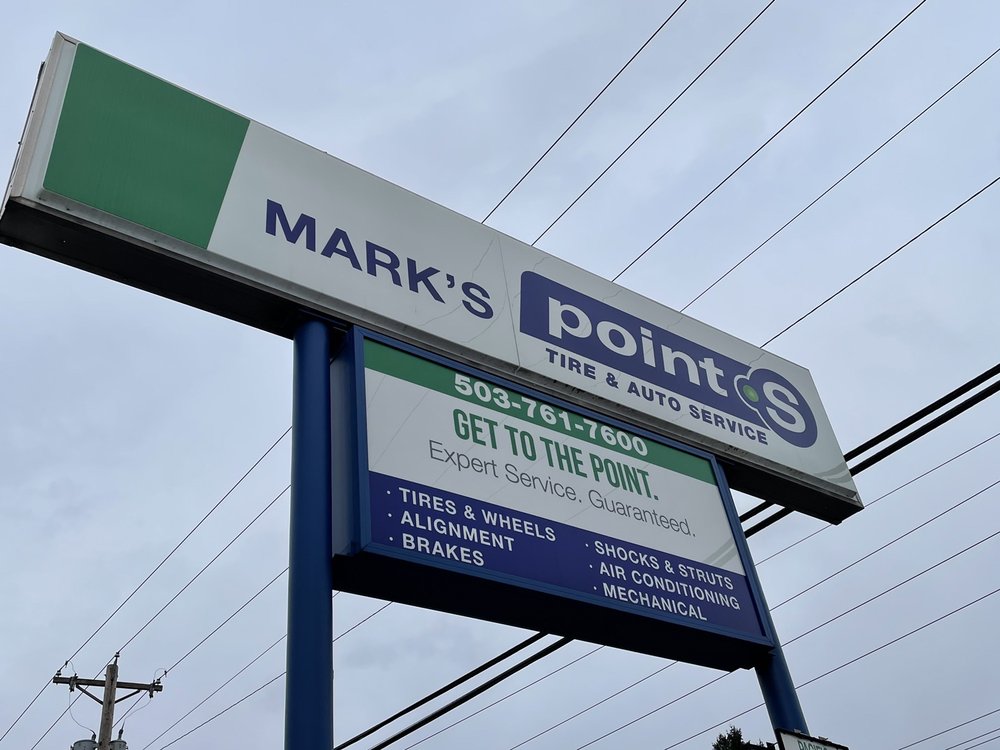 MARK'S
point S
TIRE & AUTO SERVICE
503-761-7600
GET TO THE POINT.
Expert Service. Guaranteed.
· TIRES & WHEELS
· ALIGNMENT
· BRAKES
· SHOCKS & STRUTS
· AIR CONDITIONING
· MECHANICAL